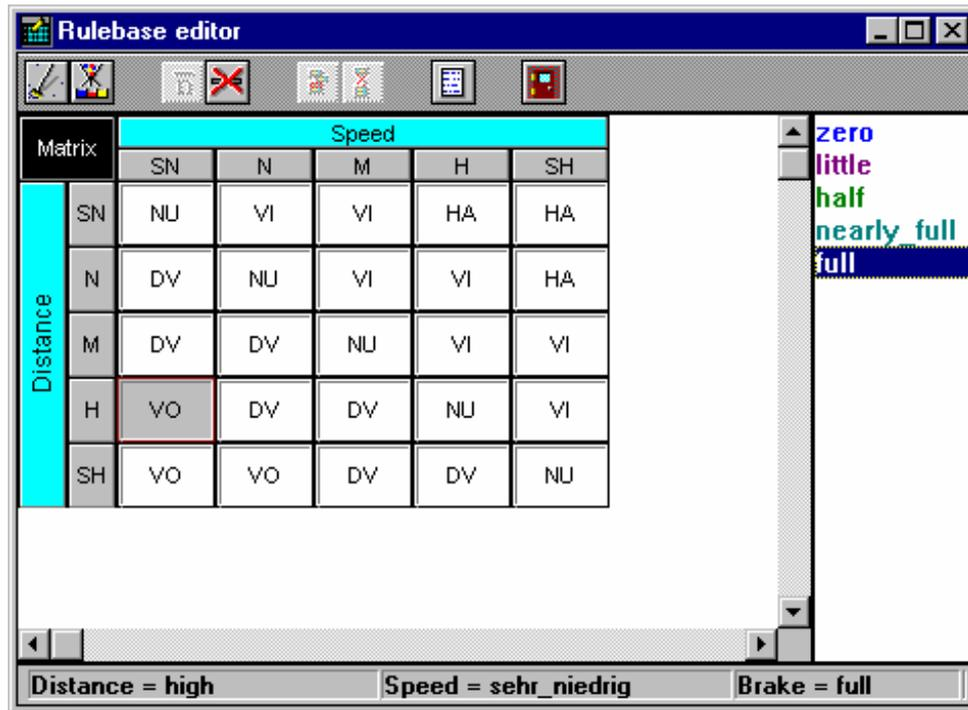 Rulebase editor
Matrix
Speed
SN N M H SH
Distance
SN NU VI VI HA HA
N DV NU VI VI HA
M DV DV NU VI VI
H VO DV DV NU VI
SH VO VO DV DV NU
zero
little
half
nearly_full
full
Distance = high Speed = sehr_niedrig Brake = full